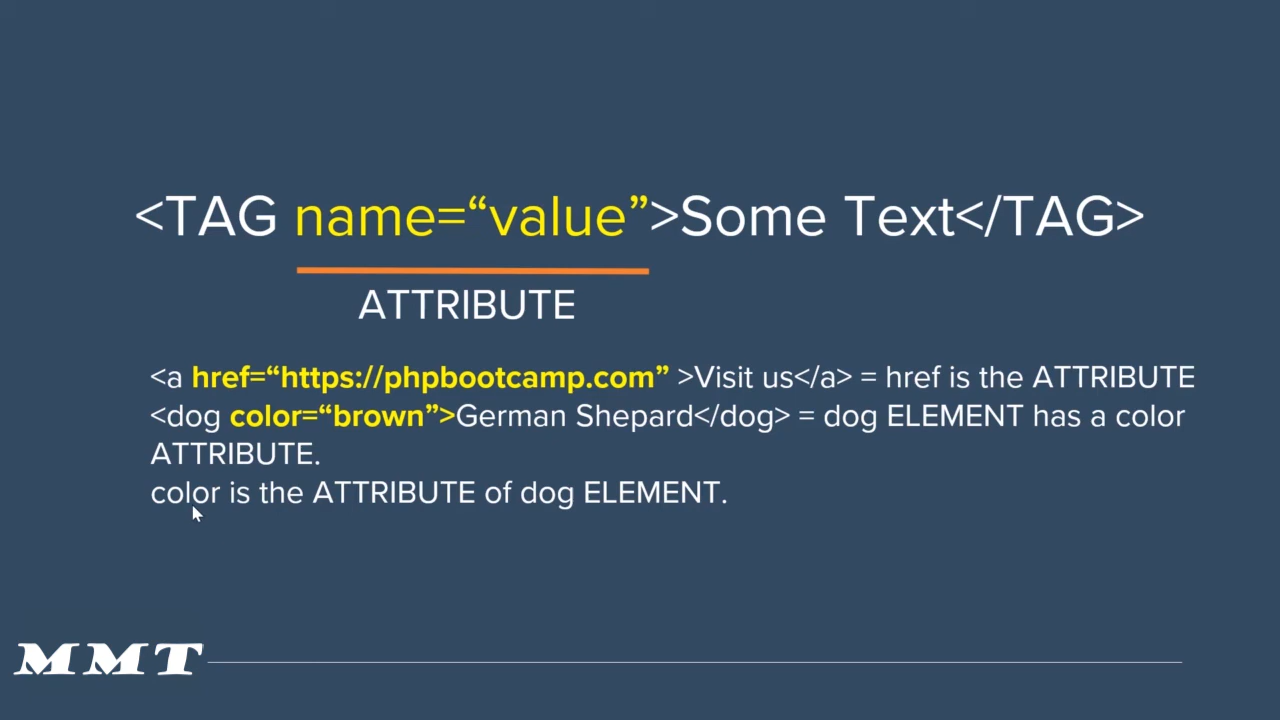 <TAG name=“value”>Some Text</TAG>
ATTRIBUTE
<a href=“https://phpbootcamp.com” >Visit us</a> = href is the ATTRIBUTE
<dog color=“brown”>German Shepard</dog> = dog ELEMENT has a color
ATTRIBUTE.
color is the ATTRIBUTE of dog ELEMENT.
MMT